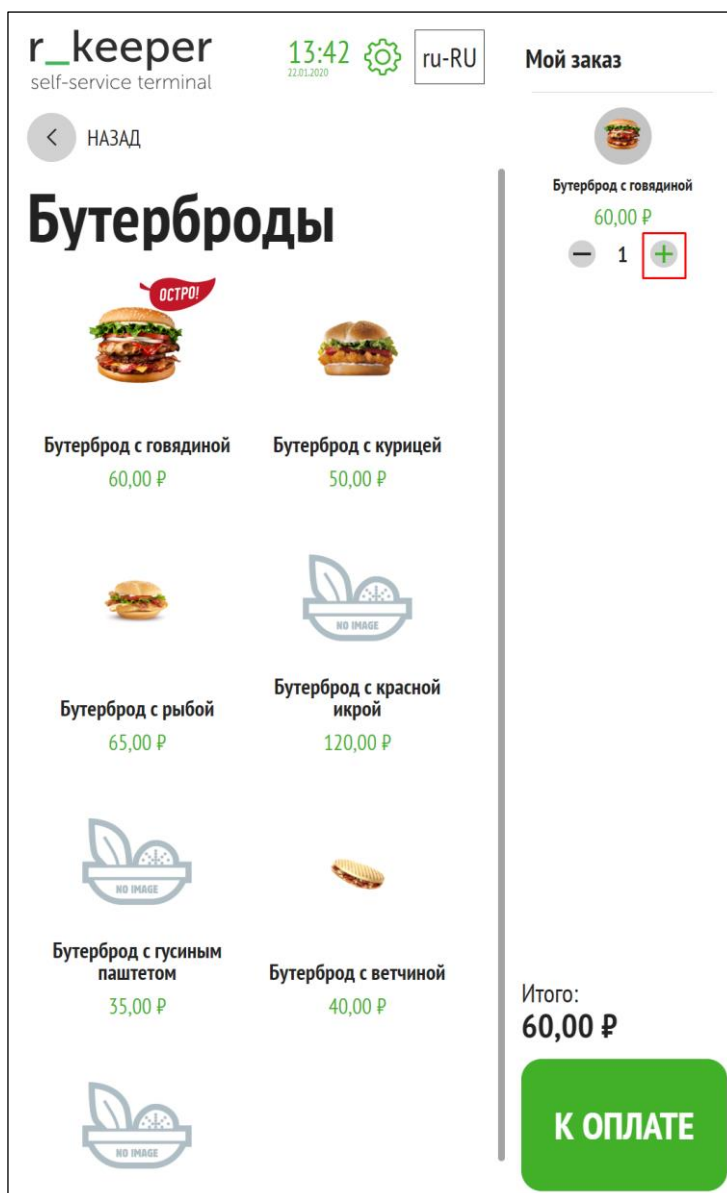 r_keeper
self-service terminal
13:42
22.01.2020
ru-RU
НАЗАД
Бутерброды
ОСТРО!
Бутерброд с говядиной
60,00 ₽
Бутерброд с курицей
50,00 ₽
Бутерброд с рыбой
65,00 ₽
NO IMAGE
Бутерброд с красной
икрой
120,00 ₽
NO IMAGE
Бутерброд с гусиным
паштетом
35,00 ₽
Бутерброд с ветчиной
40,00 ₽
NO IMAGE
Мой заказ
Бутерброд с говядиной
60,00 ₽
1
Итого:
60,00 ₽
К ОПЛАТЕ